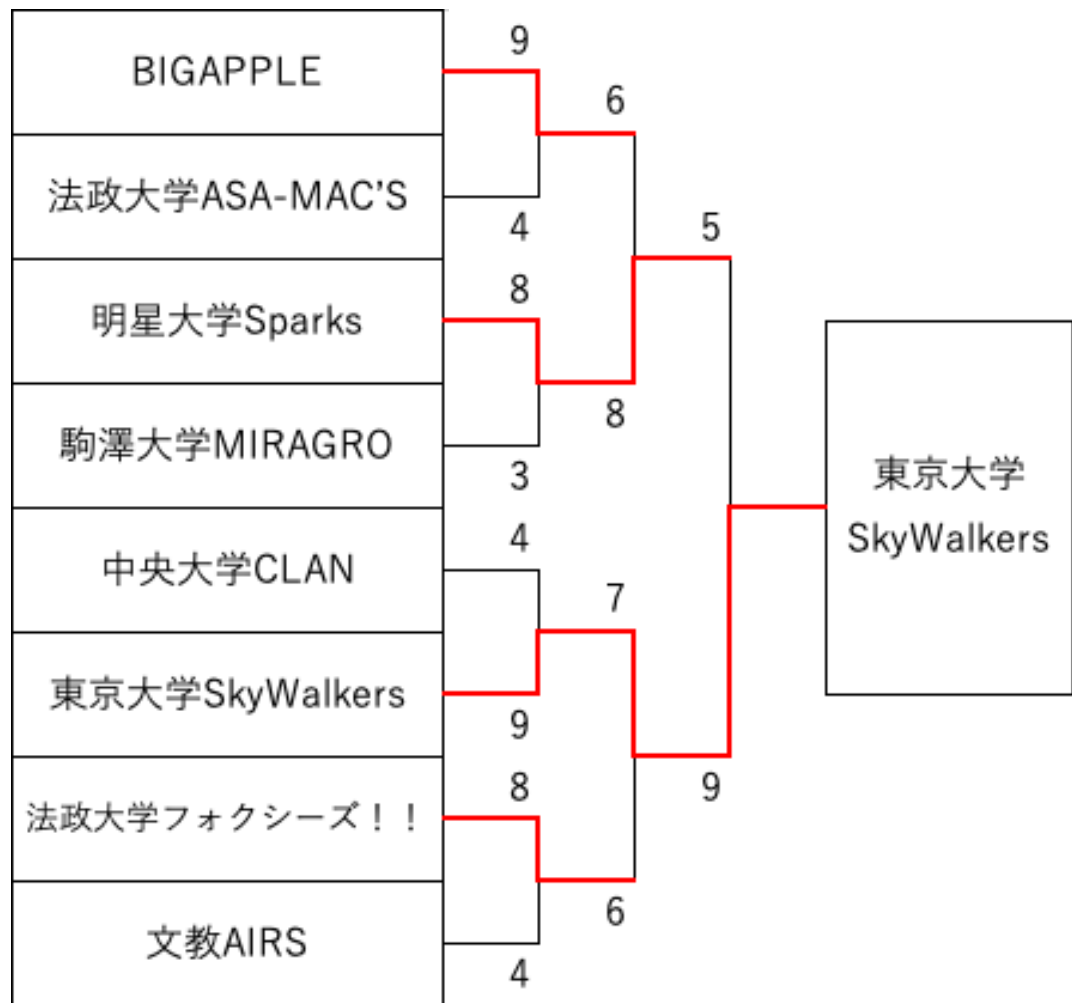 BIGAPPLE
法政大学ASA-MAC'S
明星大学Sparks
駒澤大学MIRAGRO
中央大学CLAN
東京大学SkyWalkers
法政大学フォクシーズ！！
文教AIRS
9
4
8
3
4
9
8
4
6
8
7
6
5
9
東京大学
SkyWalkers